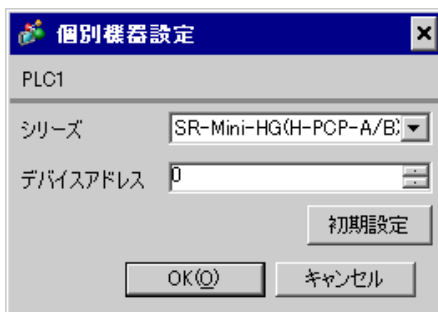 個別機器設定
PLC1
シリーズ SR-Mini-HG(H-PCP-A/B)
デバイスアドレス 0
初期設定
OK(O) キャンセル